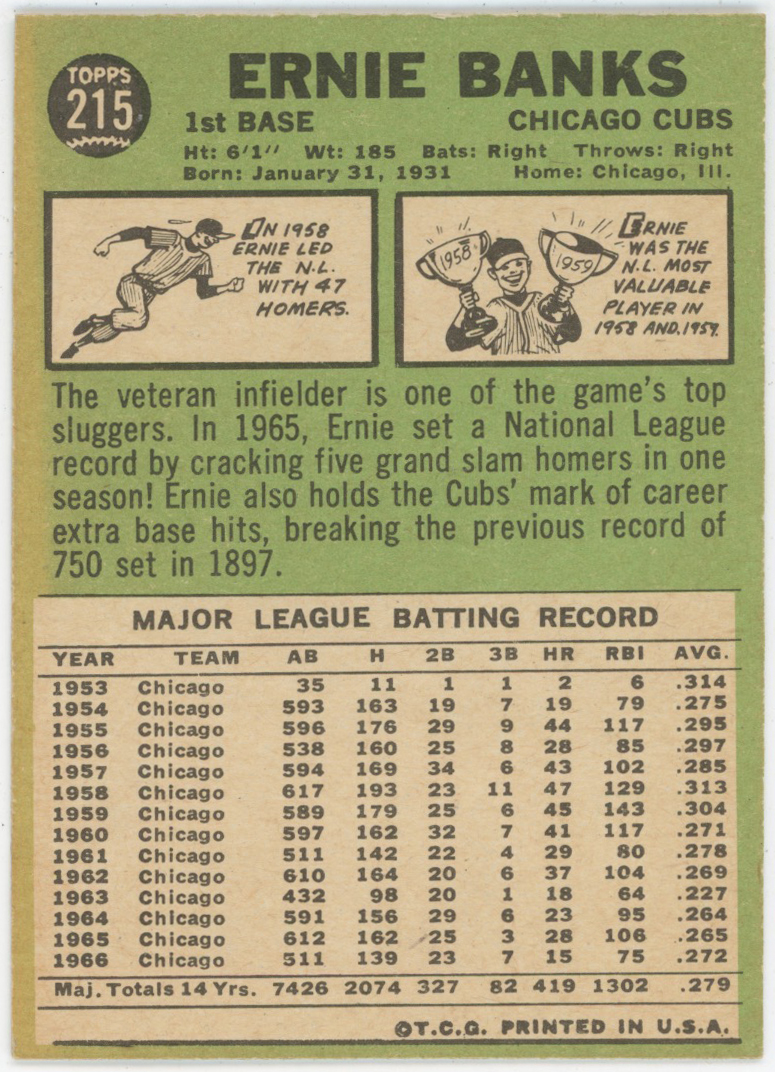 TOPPS
215
ERNIE BANKS
1st BASE CHICAGO CUBS
Ht: 6'1" Wt: 185 Bats: Right Throws: Right
Born: January 31, 1931 Home: Chicago, Ill.
IN 1958
ERNIE LED
THE N.L.
WITH 47
HOMERS.
1958
1959
ERNIE
WAS THE
N.L. MOST
VALUABLE
PLAYER IN
1958 AND 1959.
The veteran infielder is one of the game's top
sluggers. In 1965, Ernie set a National League
record by cracking five grand slam homers in one
season! Ernie also holds the Cubs' mark of career
extra base hits, breaking the previous record of
750 set in 1897.
MAJOR LEAGUE BATTING RECORD
YEAR TEAM AB H 2B 3B HR RBI AVG.
1953 Chicago 35 11 1 1 2 6 .314
1954 Chicago 593 163 19 7 19 79 .275
1955 Chicago 596 176 29 9 44 117 .295
1956 Chicago 538 160 25 8 28 85 .297
1957 Chicago 594 169 34 6 43 102 .285
1958 Chicago 617 193 23 11 47 129 .313
1959 Chicago 589 179 25 6 45 143 .304
1960 Chicago 597 162 32 7 41 117 .271
1961 Chicago 511 142 22 4 29 80 .278
1962 Chicago 610 164 20 6 37 104 .269
1963 Chicago 432 98 20 1 18 64 .227
1964 Chicago 591 156 29 6 23 95 .264
1965 Chicago 612 162 25 3 28 106 .265
1966 Chicago 511 139 23 7 15 75 .272
Maj. Totals 14 Yrs. 7426 2074 327 82 419 1302 .279
©T.C.G. PRINTED IN U.S.A.